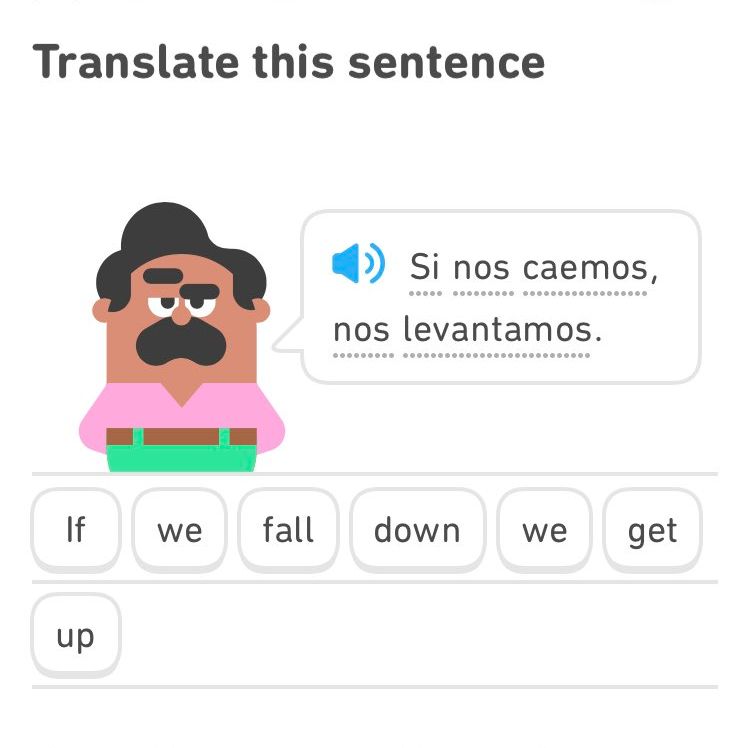 Translate this sentence
Si nos caemos,
nos levantamos.
If we fall down we get
up